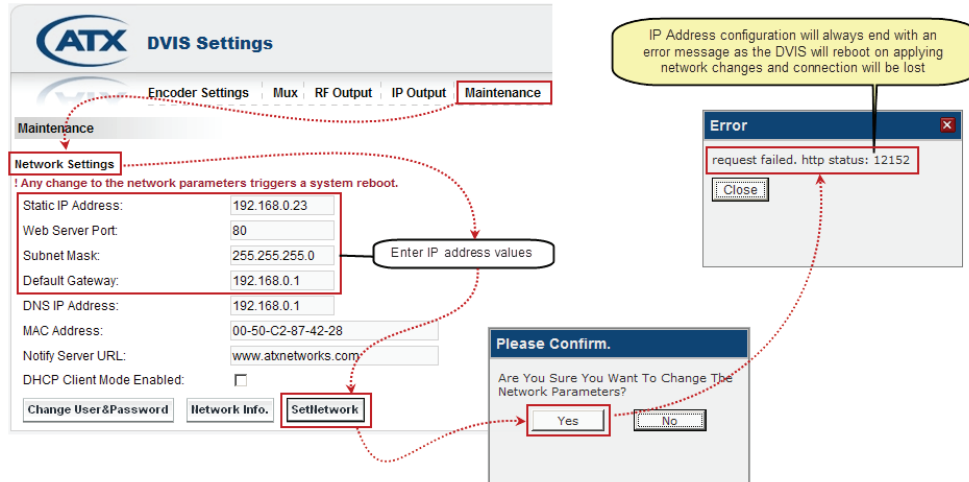 ATX
DVIS Settings
Encoder Settings Mux RF Output IP Output Maintenance
Maintenance
Network Settings
! Any change to the network parameters triggers a system reboot.
Static IP Address: 192.168.0.23
Web Server Port: 80
Subnet Mask: 255.255.255.0
Default Gateway: 192.168.0.1
DNS IP Address: 192.168.0.1
MAC Address: 00-50-C2-87-42-28
Notify Server URL: www.atxnetworks.com
DHCP Client Mode Enabled:
Change User&Password Network Info. SetNetwork
Enter IP address values
Please Confirm.
Are You Sure You Want To Change The
Network Parameters?
Yes No
IP Address configuration will always end with an
error message as the DVIS will reboot on applying
network changes and connection will be lost
Error
request failed. http status: 12152
Close